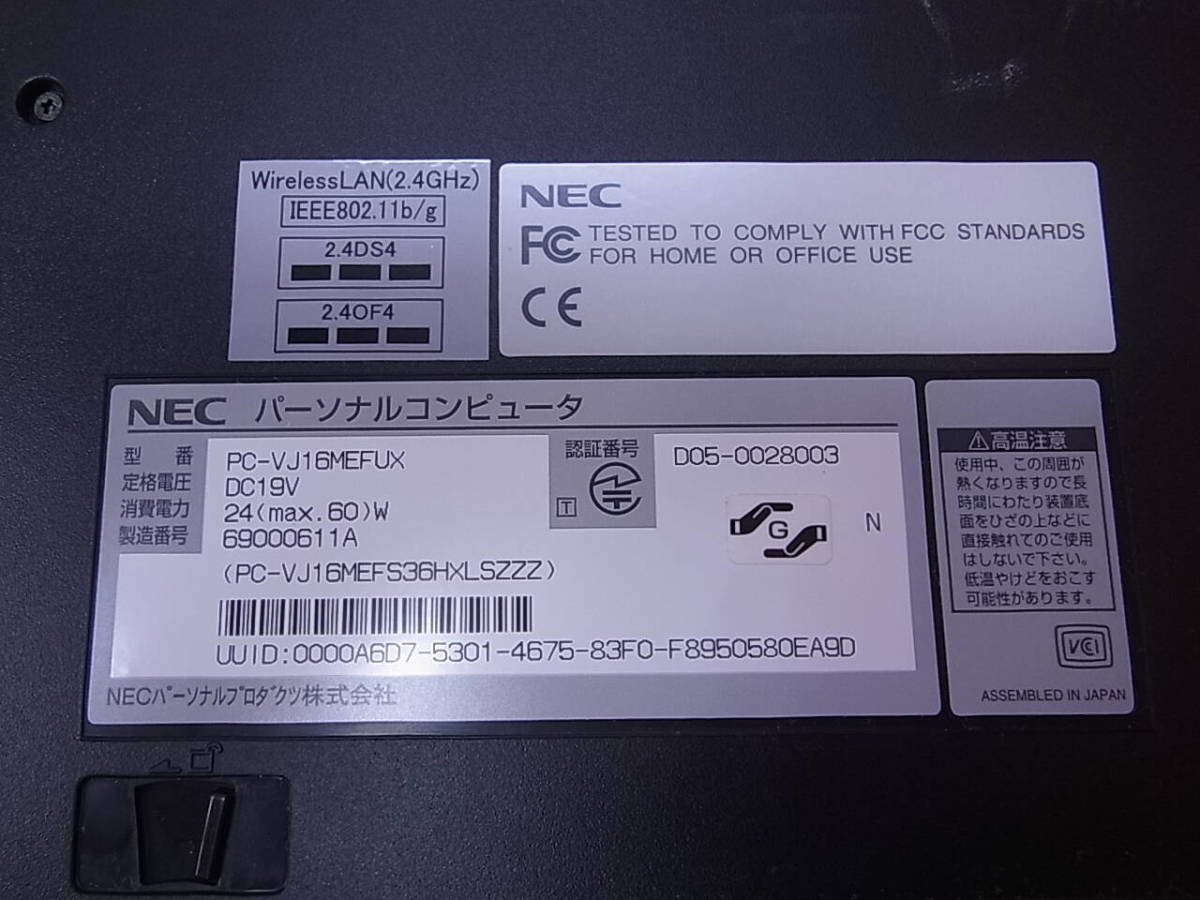 WirelessLAN(2.4GHz)
IEEE802.11b/g
2.4DS4
2.4OF4
NEC
FC TESTED TO COMPLY WITH FCC STANDARDS
FOR HOME OR OFFICE USE
CE
NEC パーソナルコンピュータ
型 番 PC-VJ16MEFUX
定格電圧 DC19V
消費電力 24(max.60)W
製造番号 69000611A
(PC-VJ16MEFS36HXLSZZZ)
認証番号 D05-0028003
T
G
N
UUID:0000A6D7-5301-4675-83F0-F8950580EA9D
NECパーソナルプロダクツ株式会社
⚠高温注意
使用中、この周囲が
熱くなりますので長
時間にわたり装置底
面をひざの上などに
直接触れてのご使用
はしないで下さい。
低温やけどをおこす
可能性があります。
VCI
ASSEMBLED IN JAPAN